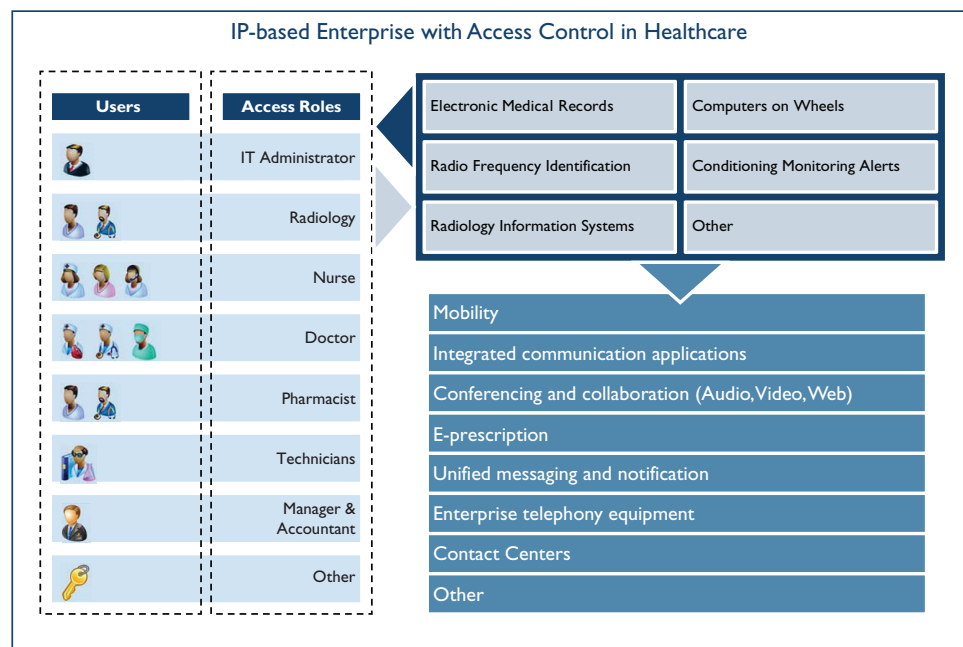 IP-based Enterprise with Access Control in Healthcare
Users
Access Roles
IT Administrator
Radiology
Nurse
Doctor
Pharmacist
Technicians
Manager &
Accountant
Other
Electronic Medical Records
Computers on Wheels
Radio Frequency Identification
Conditioning Monitoring Alerts
Radiology Information Systems
Other
Mobility
Integrated communication applications
Conferencing and collaboration (Audio, Video, Web)
E-prescription
Unified messaging and notification
Enterprise telephony equipment
Contact Centers
Other